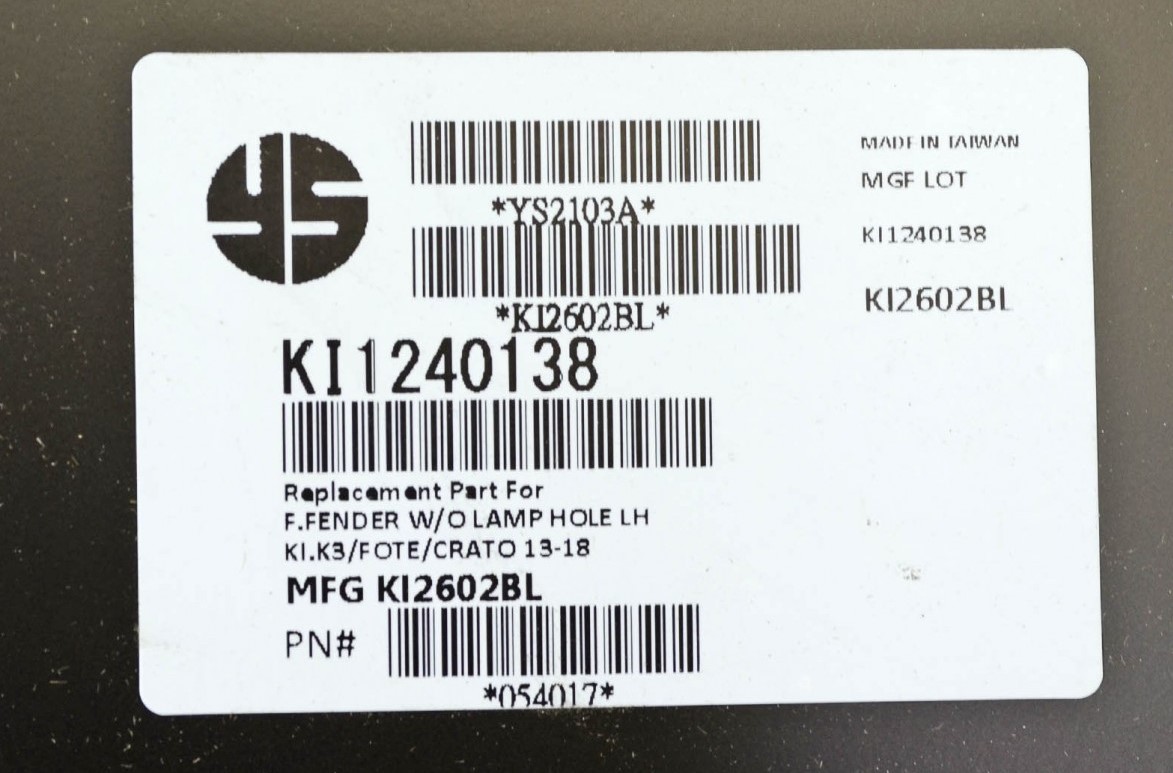 YS
*YS2103A*
*KI2602BL*
KI1240138
Replacement Part For
F.FENDER W/O LAMP HOLE LH
KI.K3/FOTE/CRATO 13-18
MFG KI2602BL
PN#
*054017*
MADE IN TAIWAN
MGF LOT
KI1240138
KI2602BL